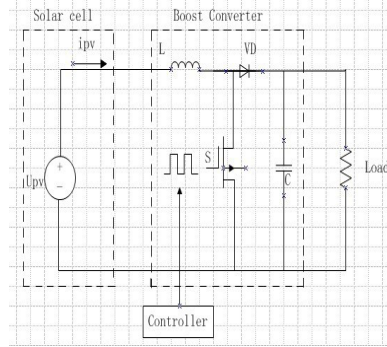 Solar cell
Boost Converter
ipv
L
VD
+
Upv
−
S
C
Load
Controller